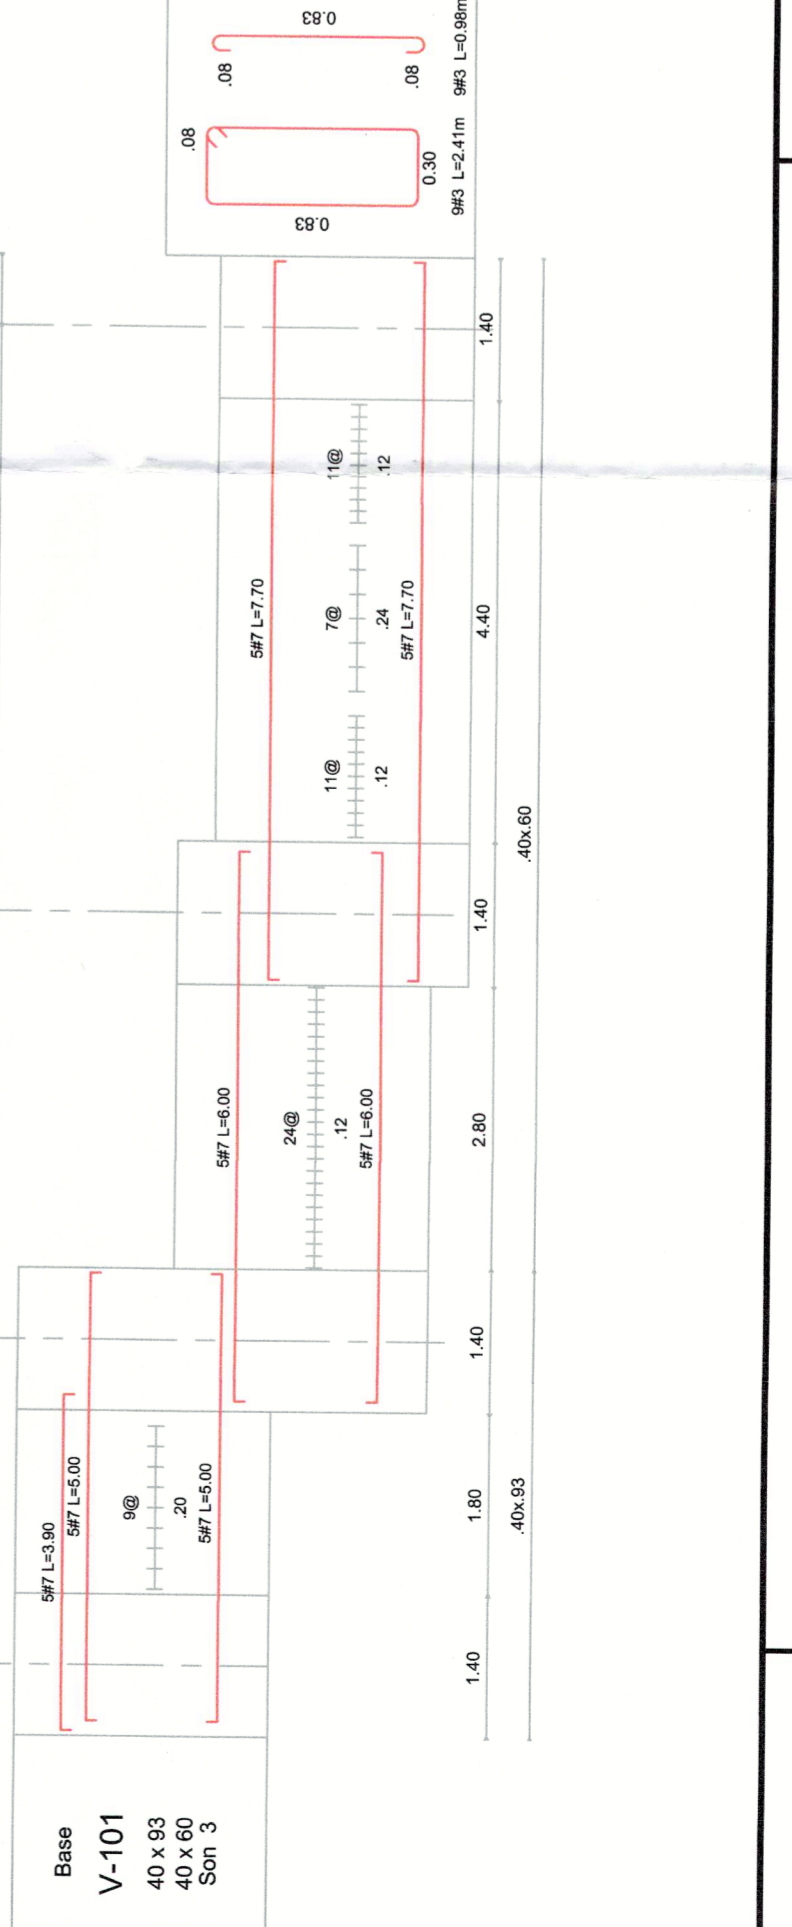 Base
V-101
40 x 93
40 x 60
Son 3
5#7 L=3.90
5#7 L=5.00
9@
.20
5#7 L=5.00
5#7 L=6.00
24@
.12
5#7 L=6.00
5#7 L=7.70
11@
.12
7@
.24
11@
.12
5#7 L=7.70
1.40
1.80
1.40
2.80
1.40
4.40
1.40
.40x.93
.40x.60
.08
0.83
0.30
9#3 L=2.41m
0.83
.08
.08
9#3 L=0.98m